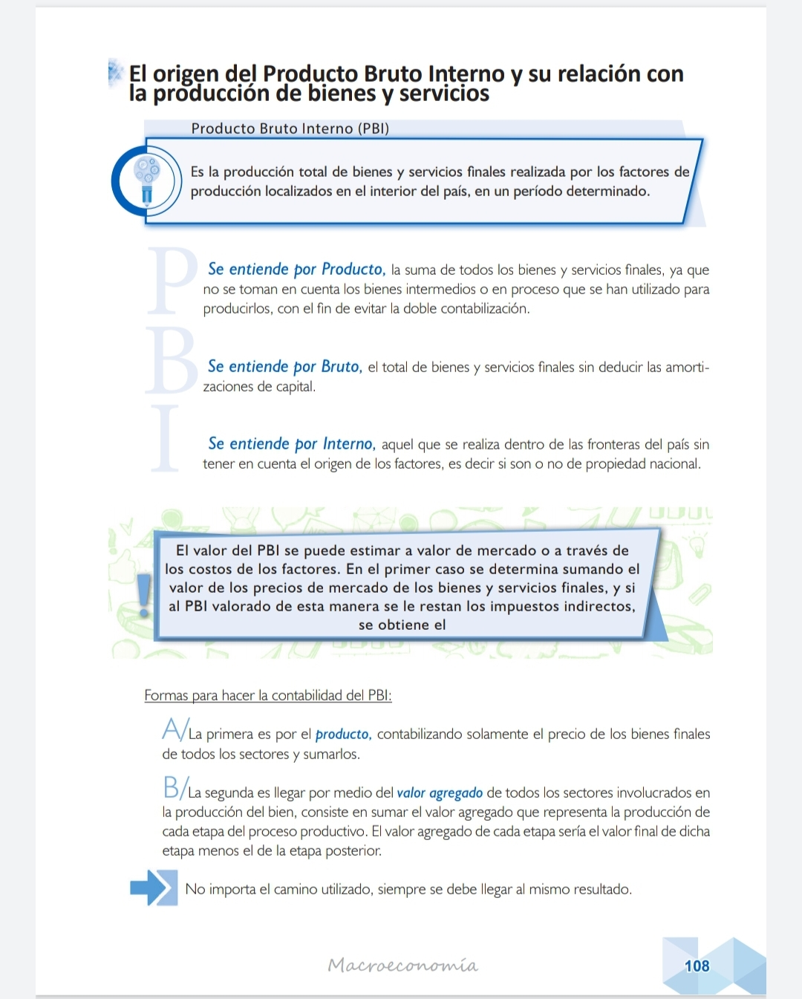 El origen del Producto Bruto Interno y su relación con
la producción de bienes y servicios
Producto Bruto Interno (PBI)
Es la producción total de bienes y servicios finales realizada por los factores de
producción localizados en el interior del país, en un período determinado.
P
Se entiende por Producto, la suma de todos los bienes y servicios finales, ya que
no se toman en cuenta los bienes intermedios o en proceso que se han utilizado para
producirlos, con el fin de evitar la doble contabilización.
B
Se entiende por Bruto, el total de bienes y servicios finales sin deducir las amorti-
zaciones de capital.
I
Se entiende por Interno, aquel que se realiza dentro de las fronteras del país sin
tener en cuenta el origen de los factores, es decir si son o no de propiedad nacional.
!
El valor del PBI se puede estimar a valor de mercado o a través de
los costos de los factores. En el primer caso se determina sumando el
valor de los precios de mercado de los bienes y servicios finales, y si
al PBI valorado de esta manera se le restan los impuestos indirectos,
se obtiene el
Formas para hacer la contabilidad del PBI:
A/La primera es por el producto, contabilizando solamente el precio de los bienes finales
de todos los sectores y sumarlos.
B/La segunda es llegar por medio del valor agregado de todos los sectores involucrados en
la producción del bien, consiste en sumar el valor agregado que representa la producción de
cada etapa del proceso productivo. El valor agregado de cada etapa sería el valor final de dicha
etapa menos el de la etapa posterior.
No importa el camino utilizado, siempre se debe llegar al mismo resultado.
Macroeconomía
108